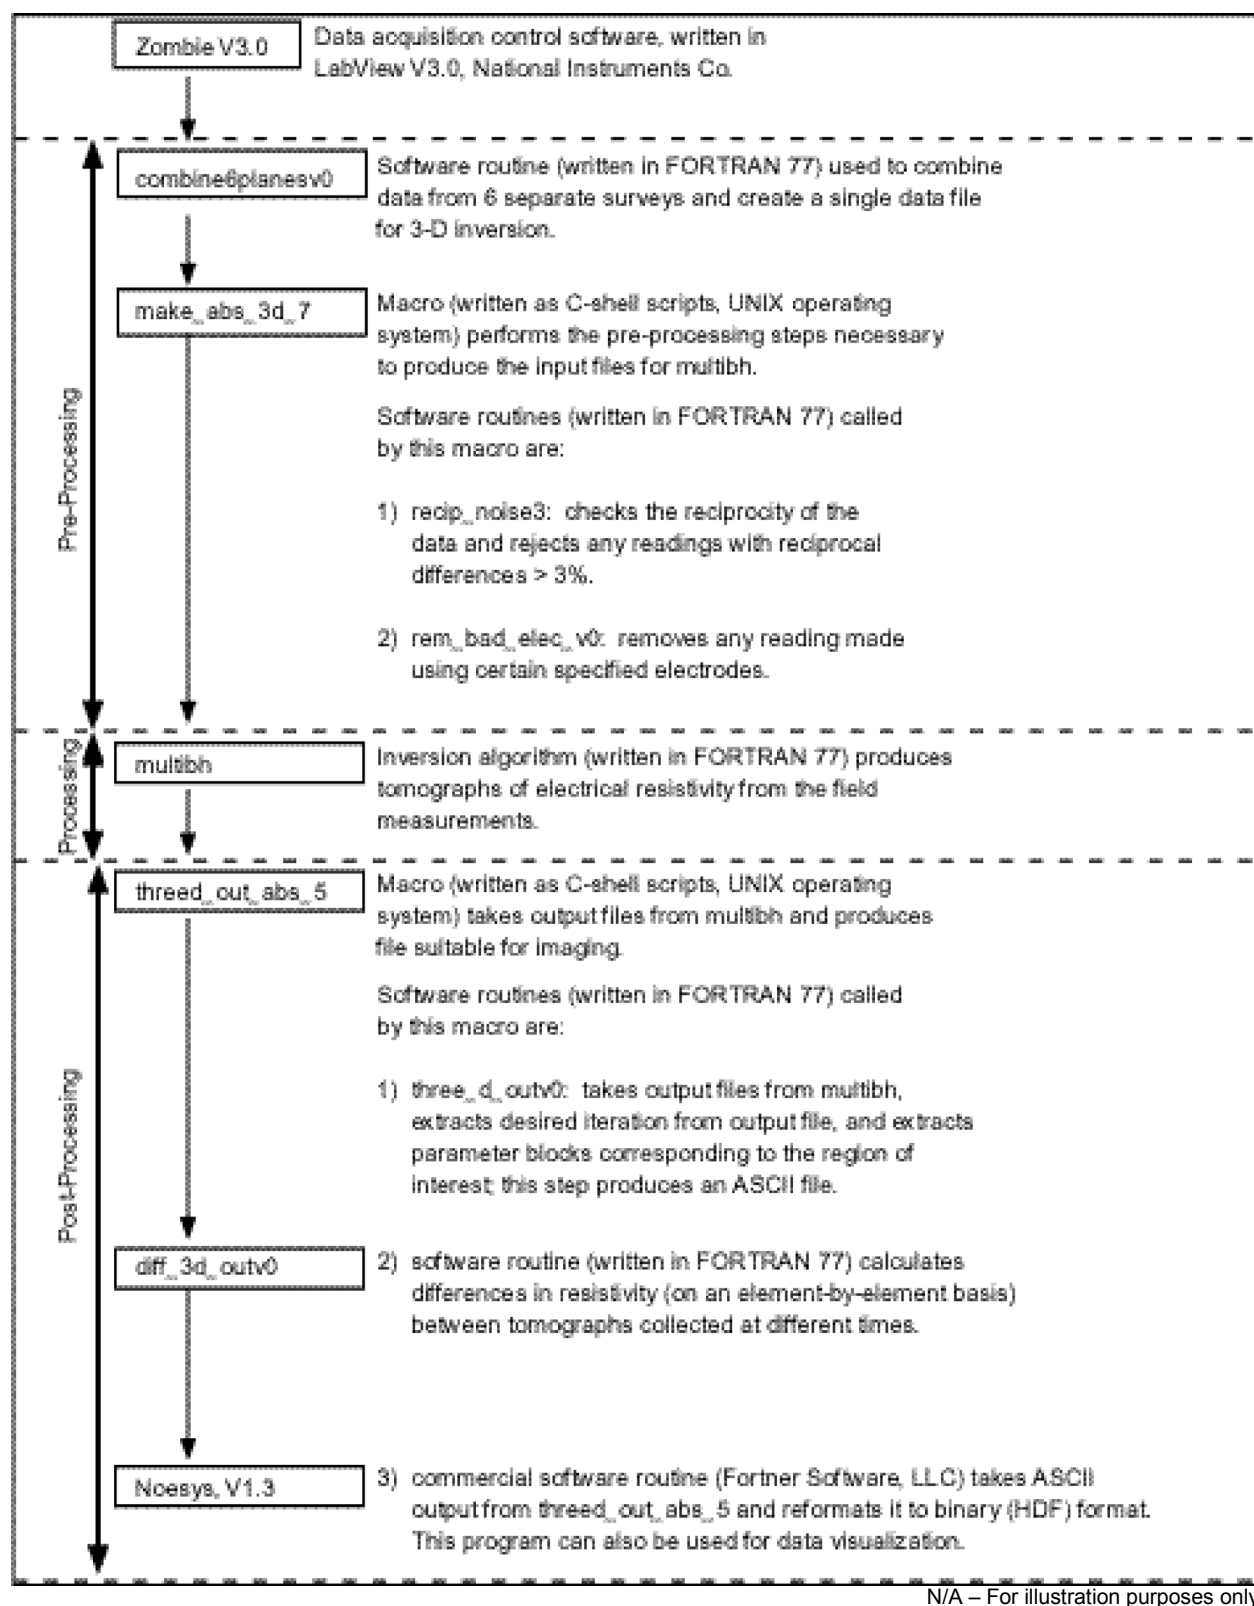 Zombie V3.0
Data acquisition control software, written in
LabView V3.0, National Instruments Co.
Pre-Processing
combine6planesv0
Software routine (written in FORTRAN 77) used to combine
data from 6 separate surveys and create a single data file
for 3-D inversion.
make_abs_3d_7
Macro (written as C-shell scripts, UNIX operating
system) performs the pre-processing steps necessary
to produce the input files for multibh.
Software routines (written in FORTRAN 77) called
by this macro are:
1) recip_noise3: checks the reciprocity of the
data and rejects any readings with reciprocal
differences > 3%.
2) rem_bad_elec_v0: removes any reading made
using certain specified electrodes.
Processing
multibh
Inversion algorithm (written in FORTRAN 77) produces
tomographs of electrical resistivity from the field
measurements.
Post-Processing
threed_out_abs_5
Macro (written as C-shell scripts, UNIX operating
system) takes output files from multibh and produces
file suitable for imaging.
Software routines (written in FORTRAN 77) called
by this macro are:
1) three_d_outv0: takes output files from multibh,
extracts desired iteration from output file, and extracts
parameter blocks corresponding to the region of
interest; this step produces an ASCII file.
diff_3d_outv0
2) software routine (written in FORTRAN 77) calculates
differences in resistivity (on an element-by-element basis)
between tomographs collected at different times.
Noesys, V1.3
3) commercial software routine (Fortner Software, LLC) takes ASCII
output from threed_out_abs_5 and reformats it to binary (HDF) format.
This program can also be used for data visualization.
N/A – For illustration purposes only